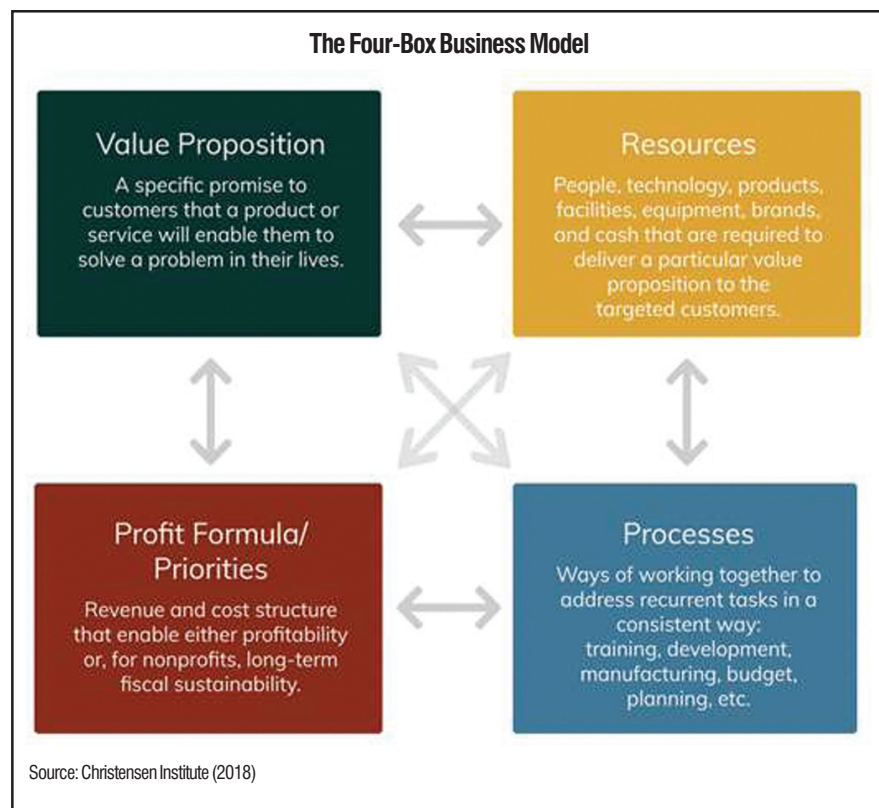 The Four-Box Business Model
Value Proposition
A specific promise to
customers that a product or
service will enable them to
solve a problem in their lives.
Resources
People, technology, products,
facilities, equipment, brands,
and cash that are required to
deliver a particular value
proposition to the
targeted customers.
Profit Formula/
Priorities
Revenue and cost structure
that enable either profitability
or, for nonprofits, long-term
fiscal sustainability.
Processes
Ways of working together to
address recurrent tasks in a
consistent way:
training, development,
manufacturing, budget,
planning, etc.
Source: Christensen Institute (2018)